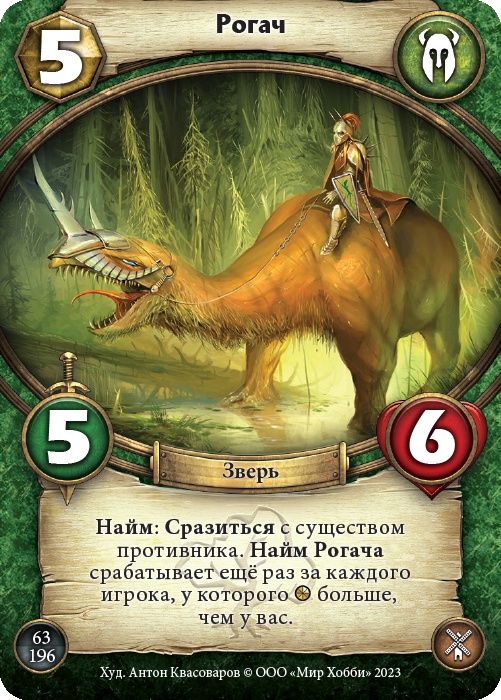 Рогач
5
5
6
Зверь
Найм: Сразиться с существом
противника. Найм Рогача
срабатывает ещё раз за каждого
игрока, у которого больше,
чем у вас.
63
196
Худ. Антон Квасоваров © ООО «Мир Хобби» 2023